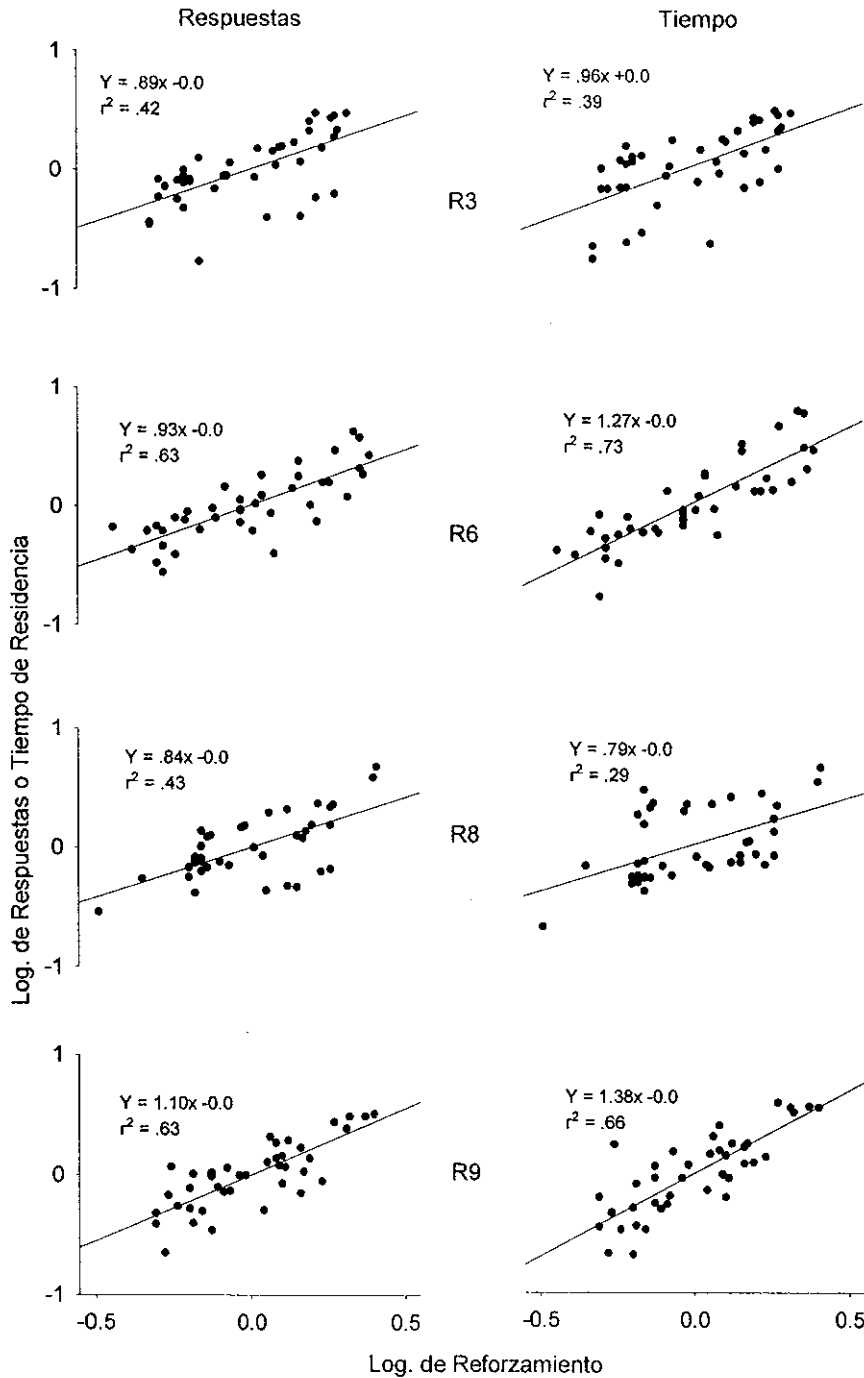 Respuestas
Tiempo
1
0
-1
Y = .89x -0.0
r² = .42
R3
Y = .96x +0.0
r² = .39
1
0
-1
Y = .93x -0.0
r² = .63
R6
Y = 1.27x -0.0
r² = .73
1
0
-1
Y = .84x -0.0
r² = .43
R8
Y = .79x -0.0
r² = .29
1
0
-1
Y = 1.10x -0.0
r² = .63
R9
Y = 1.38x -0.0
r² = .66
-0.5 0.0 0.5
-0.5 0.0 0.5
Log. de Reforzamiento
Log. de Respuestas o Tiempo de Residencia